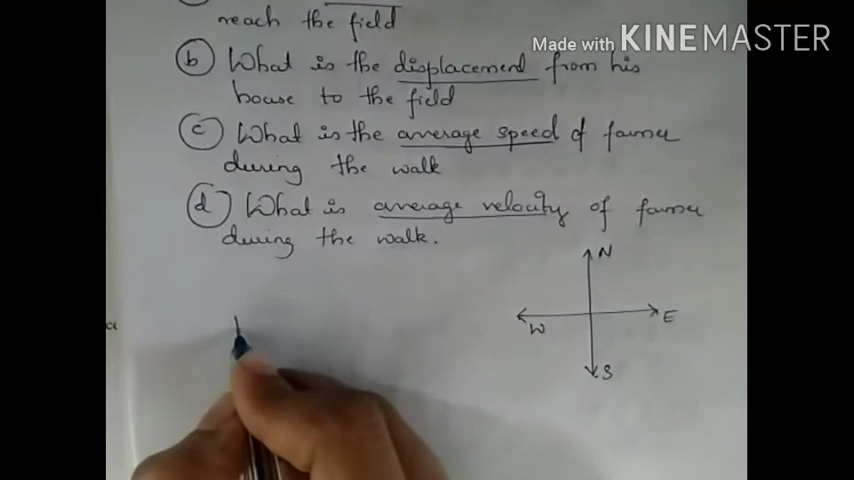 reach the field
Made with KINEMASTER
(b) What is the displacement from his
house to the field
(c) What is the average speed of farmer
during the walk
(d) What is average velocity of farmer
during the walk.
N
W
E
S